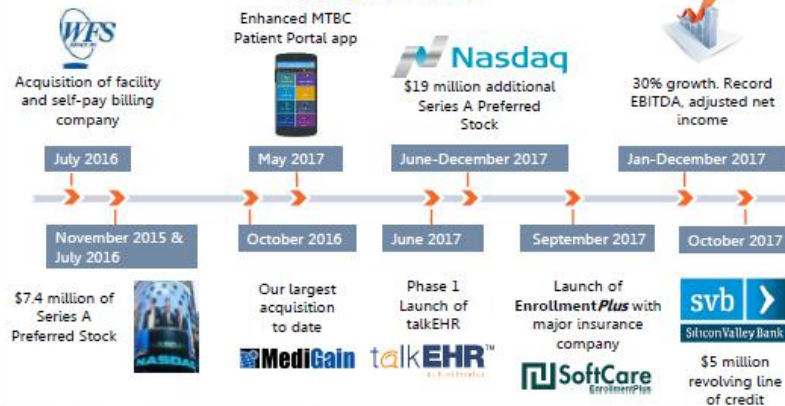 WFS
Acquisition of facility
and self-pay billing
company
July 2016
Enhanced MTBC
Patient Portal app
May 2017
Nasdaq
$19 million additional
Series A Preferred
Stock
June-December 2017
30% growth. Record
EBITDA, adjusted net
income
Jan-December 2017
November 2015 &
July 2016
$7.4 million of
Series A
Preferred Stock
NASDAQ
October 2016
Our largest
acquisition
to date
MediGain
June 2017
Phase 1
Launch of
talkEHR
talkEHR™
September 2017
Launch of
EnrollmentPlus with
major insurance
company
SoftCare
EnrollmentPlus
October 2017
svb
Silicon Valley Bank
$5 million
revolving line
of credit